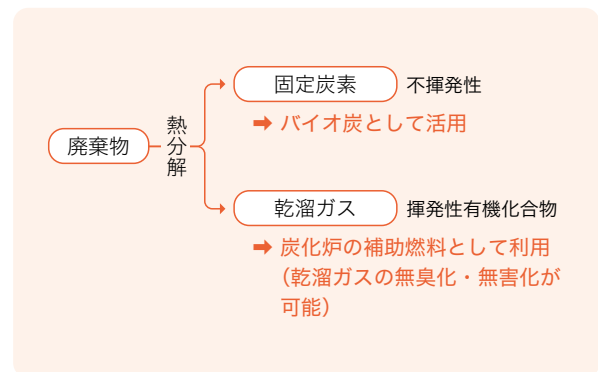 廃棄物
熱分解
固定炭素 不揮発性
➡ バイオ炭として活用
乾溜ガス 揮発性有機化合物
➡ 炭化炉の補助燃料として利用
（乾溜ガスの無臭化・無害化が
可能）